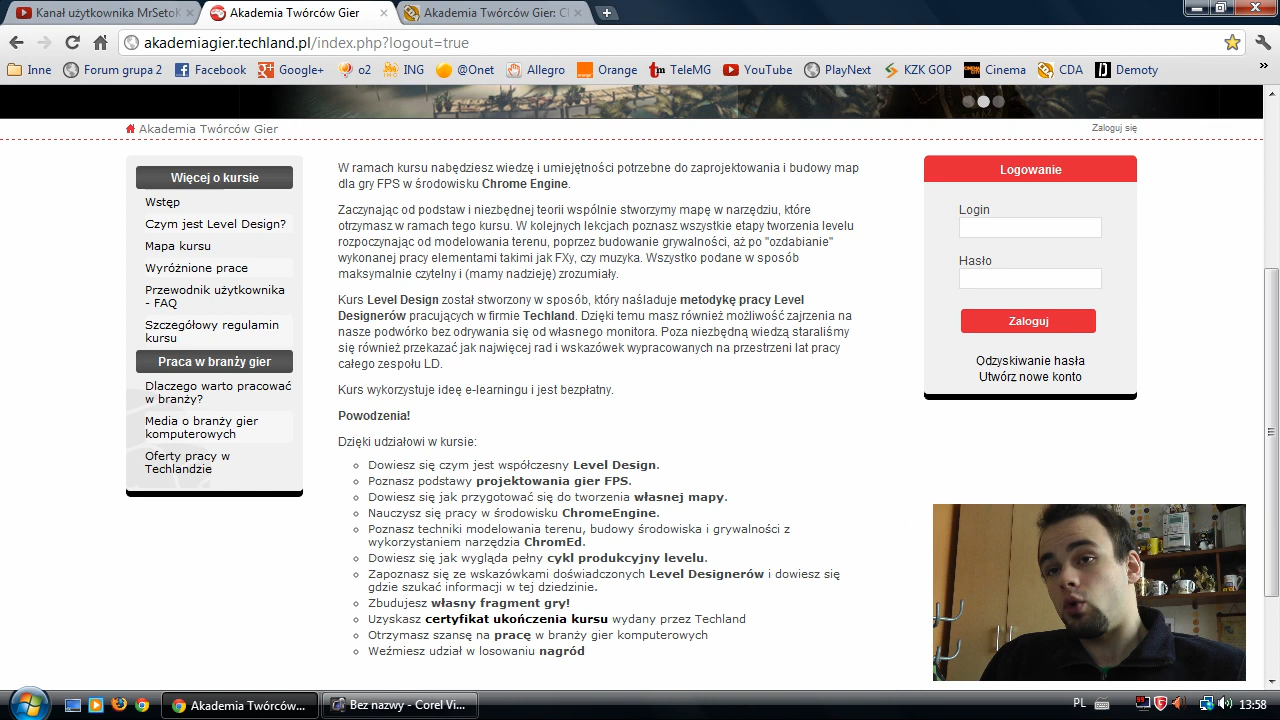 Kanał użytkownika MrSetoK
Akademia Twórców Gier
Akademia Twórców Gier: C
akademiagier.techland.pl/index.php?logout=true
Inne
Forum grupa 2
Facebook
Google+
o2
ING
@Onet
Allegro
Orange
TeleMG
YouTube
PlayNext
KZK GOP
Cinema
CDA
Demoty
Akademia Twórców Gier
Zaloguj się
Więcej o kursie
Wstęp
Czym jest Level Design?
Mapa kursu
Wyróżnione prace
Przewodnik użytkownika
- FAQ
Szczegółowy regulamin
kursu
Praca w branży gier
Dlaczego warto pracować
w branży?
Media o branży gier
komputerowych
Oferty pracy w
Techlandzie
W ramach kursu nabędziesz wiedzę i umiejętności potrzebne do zaprojektowania i budowy map
dla gry FPS w środowisku Chrome Engine.
Zaczynając od podstaw i niezbędnej teorii wspólnie stworzymy mapę w narzędziu, które
otrzymasz w ramach tego kursu. W kolejnych lekcjach poznasz wszystkie etapy tworzenia levelu
rozpoczynając od modelowania terenu, poprzez budowanie grywalności, aż po "ozdabianie"
wykonanej pracy elementami takimi jak FXy, czy muzyka. Wszystko podane w sposób
maksymalnie czytelny i (mamy nadzieję) zrozumiały.
Kurs Level Design został stworzony w sposób, który naśladuje metodykę pracy Level
Designerów pracujących w firmie Techland. Dzięki temu masz również możliwość zajrzenia na
nasze podwórko bez odrywania się od własnego monitora. Poza niezbędną wiedzą staraliśmy
się również przekazać jak najwięcej rad i wskazówek wypracowanych na przestrzeni lat pracy
całego zespołu LD.
Kurs wykorzystuje ideę e-learningu i jest bezpłatny.
Powodzenia!
Dzięki udziałowi w kursie:
Dowiesz się czym jest współczesny Level Design.
Poznasz podstawy projektowania gier FPS.
Dowiesz się jak przygotować się do tworzenia własnej mapy.
Nauczysz się pracy w środowisku ChromeEngine.
Poznasz techniki modelowania terenu, budowy środowiska i grywalności z
wykorzystaniem narzędzia ChromEd.
Dowiesz się jak wygląda pełny cykl produkcyjny levelu.
Zapoznasz się ze wskazówkami doświadczonych Level Designerów i dowiesz się
gdzie szukać informacji w tej dziedzinie.
Zbudujesz własny fragment gry!
Uzyskasz certyfikat ukończenia kursu wydany przez Techland
Otrzymasz szansę na pracę w branży gier komputerowych
Weźmiesz udział w losowaniu nagród
Logowanie
Login
Hasło
Zaloguj
Odzyskiwanie hasła
Utwórz nowe konto
Akademia Twórców...
Bez nazwy - Corel Vi...
PL
13:58